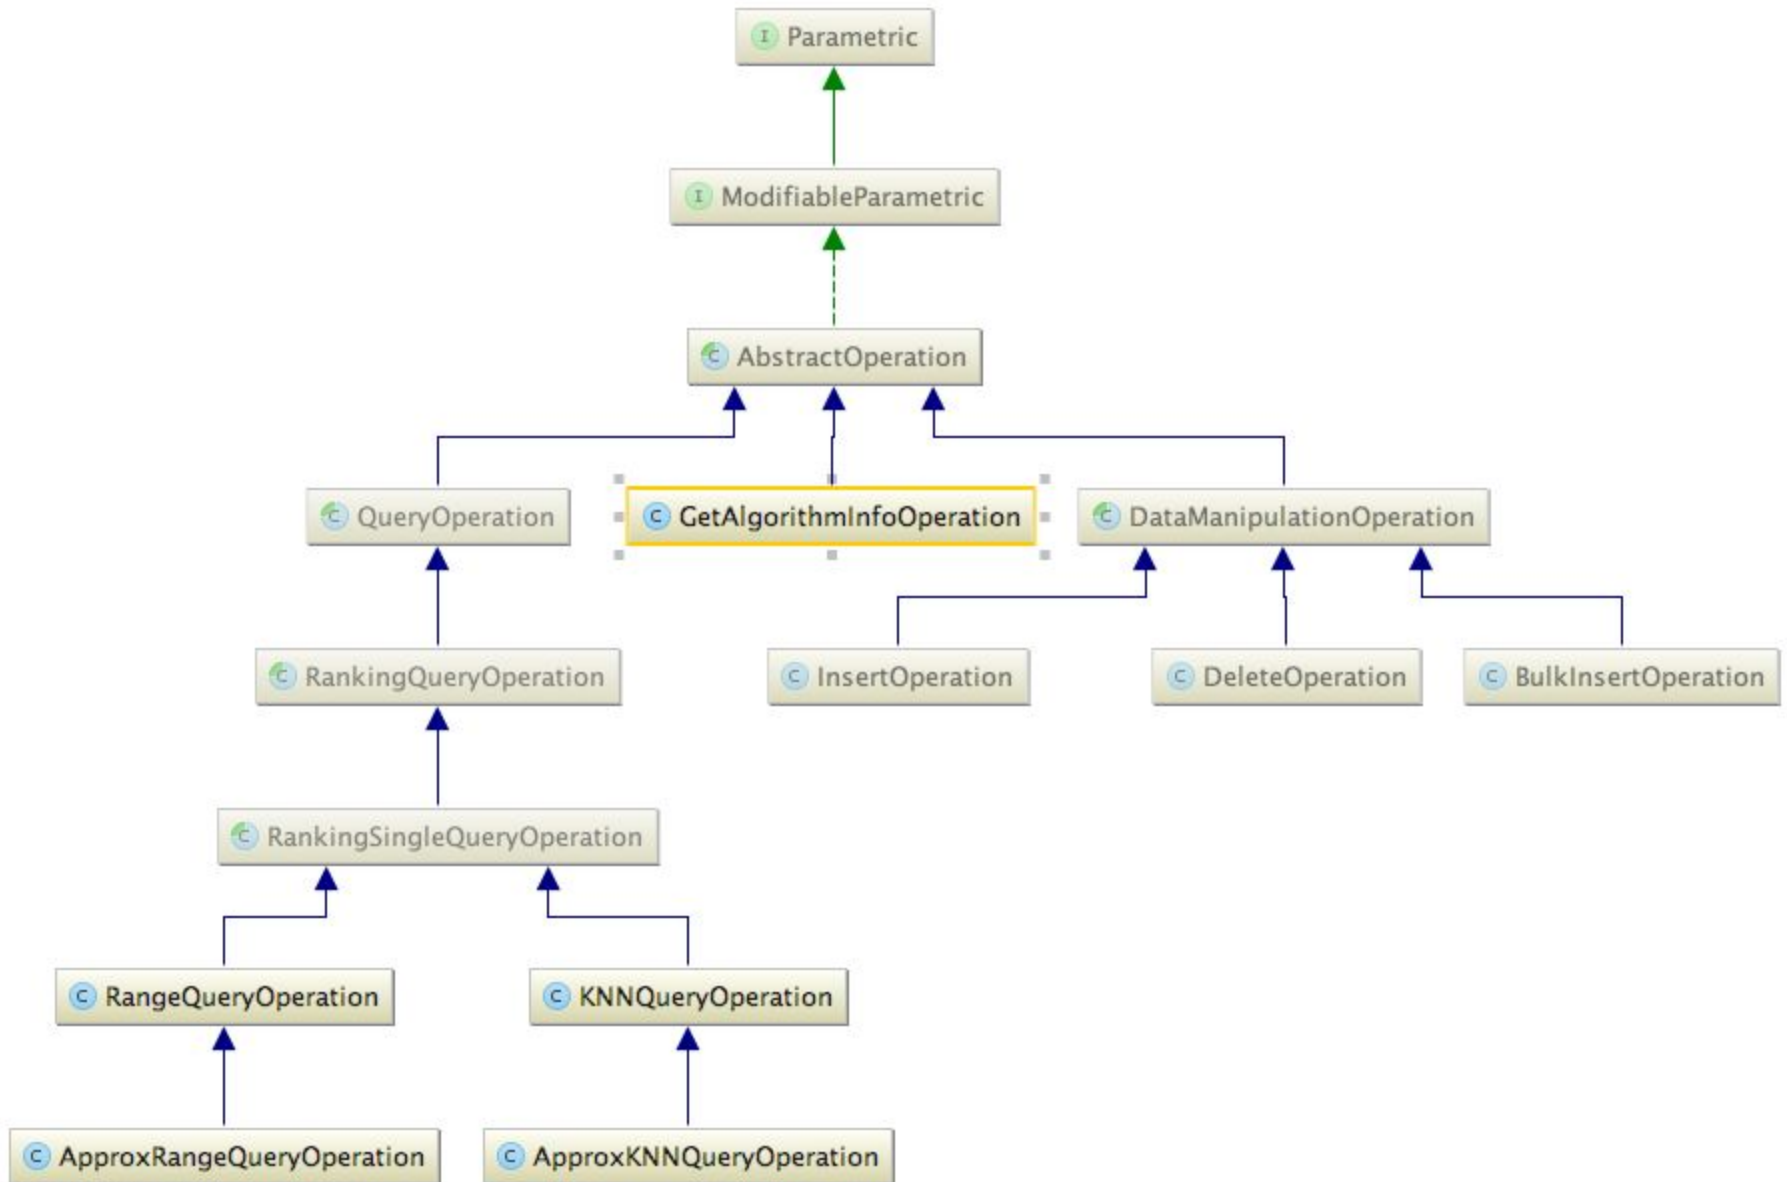 I Parametric
I ModifiableParametric
C AbstractOperation
C QueryOperation
C GetAlgorithmInfoOperation
C DataManipulationOperation
C RankingQueryOperation
C InsertOperation
C DeleteOperation
C BulkInsertOperation
C RankingSingleQueryOperation
C RangeQueryOperation
C KNNQueryOperation
C ApproxRangeQueryOperation
C ApproxKNNQueryOperation